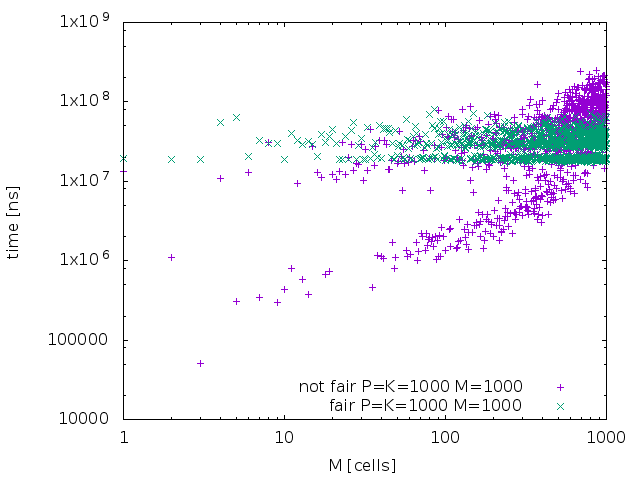 1x10^9
1x10^8
1x10^7
1x10^6
100000
10000
time [ns]
not fair P=K=1000 M=1000
fair P=K=1000 M=1000
1 10 100 1000
M [cells]